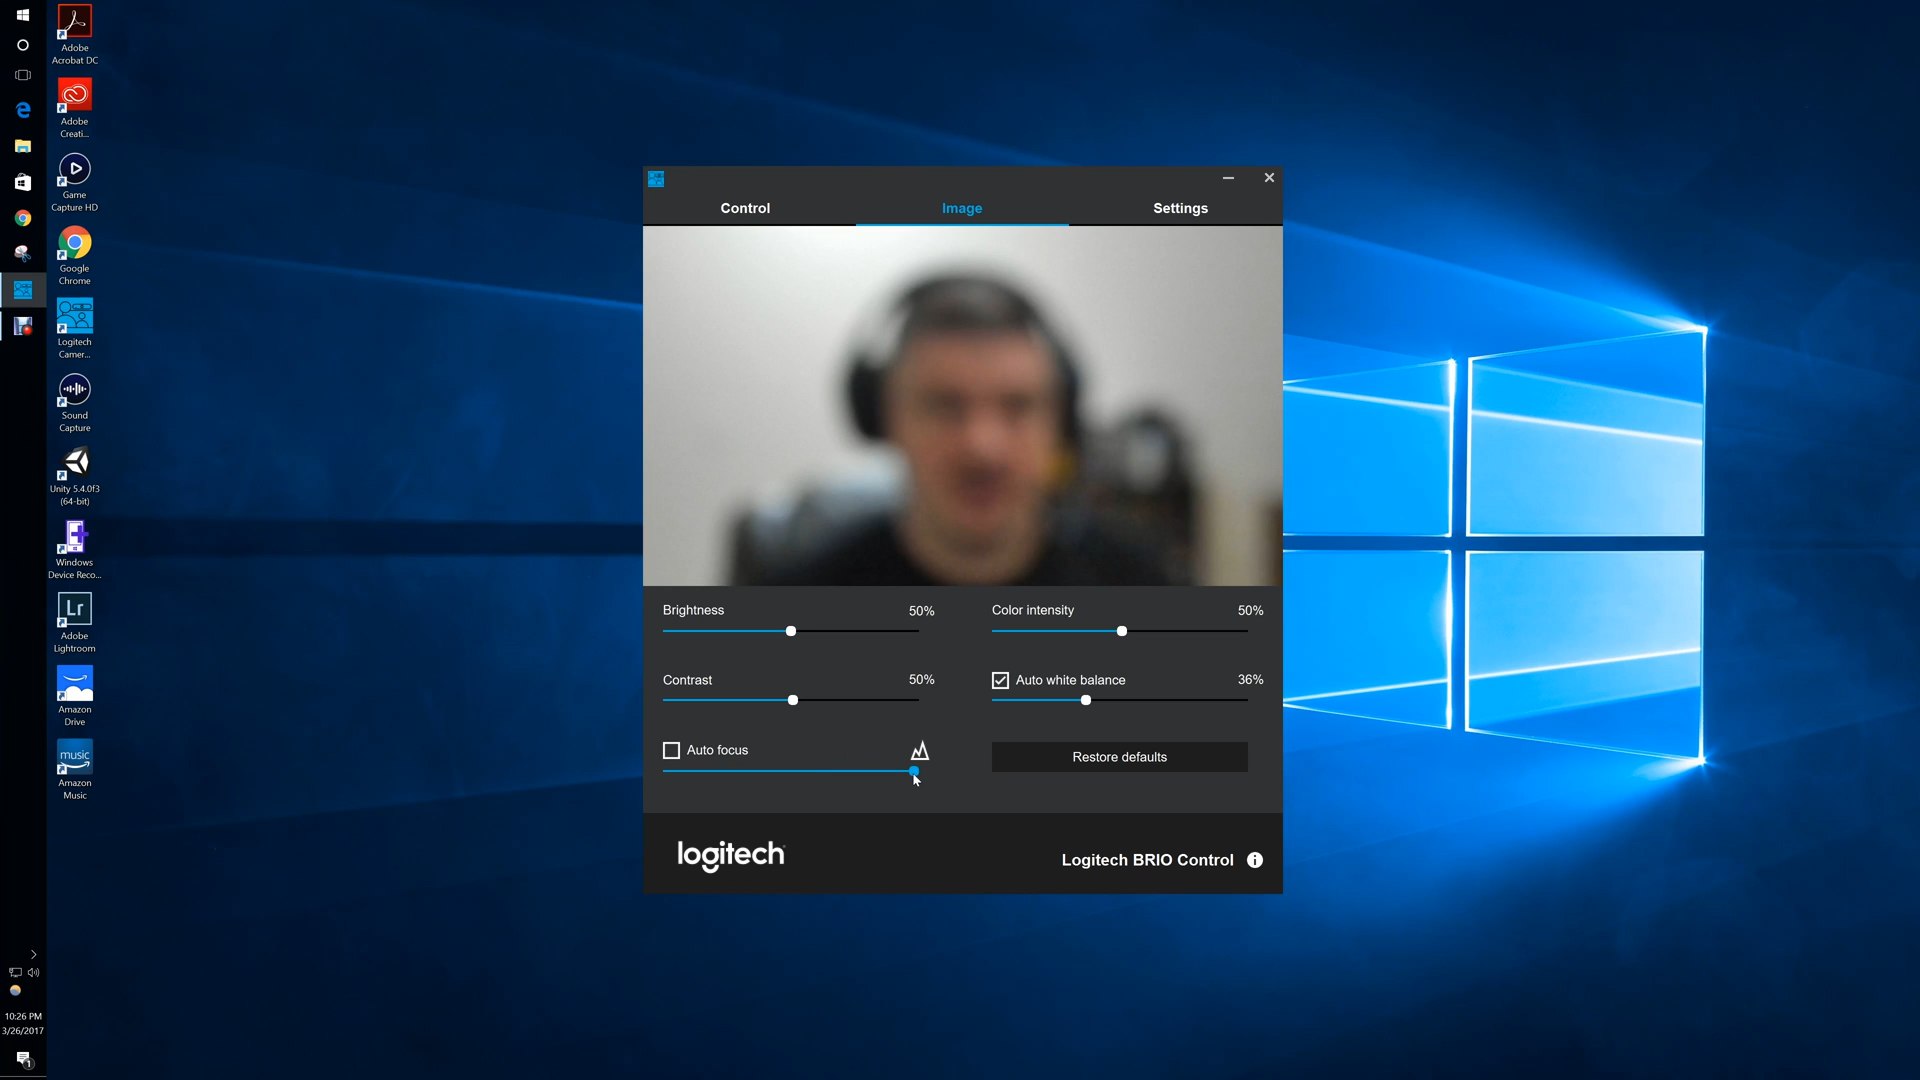 Adobe
Acrobat DC
Adobe
Creati...
Game
Capture HD
Google
Chrome
Logitech
Camer...
Sound
Capture
Unity 5.4.0f3
(64-bit)
Windows
Device Reco...
Lr
Adobe
Lightroom
Amazon
Drive
music
Amazon
Music
10:26 PM
3/26/2017
1
Control
Image
Settings
Brightness
50%
Color intensity
50%
Contrast
50%
Auto white balance
36%
Auto focus
Restore defaults
logitech
Logitech BRIO Control